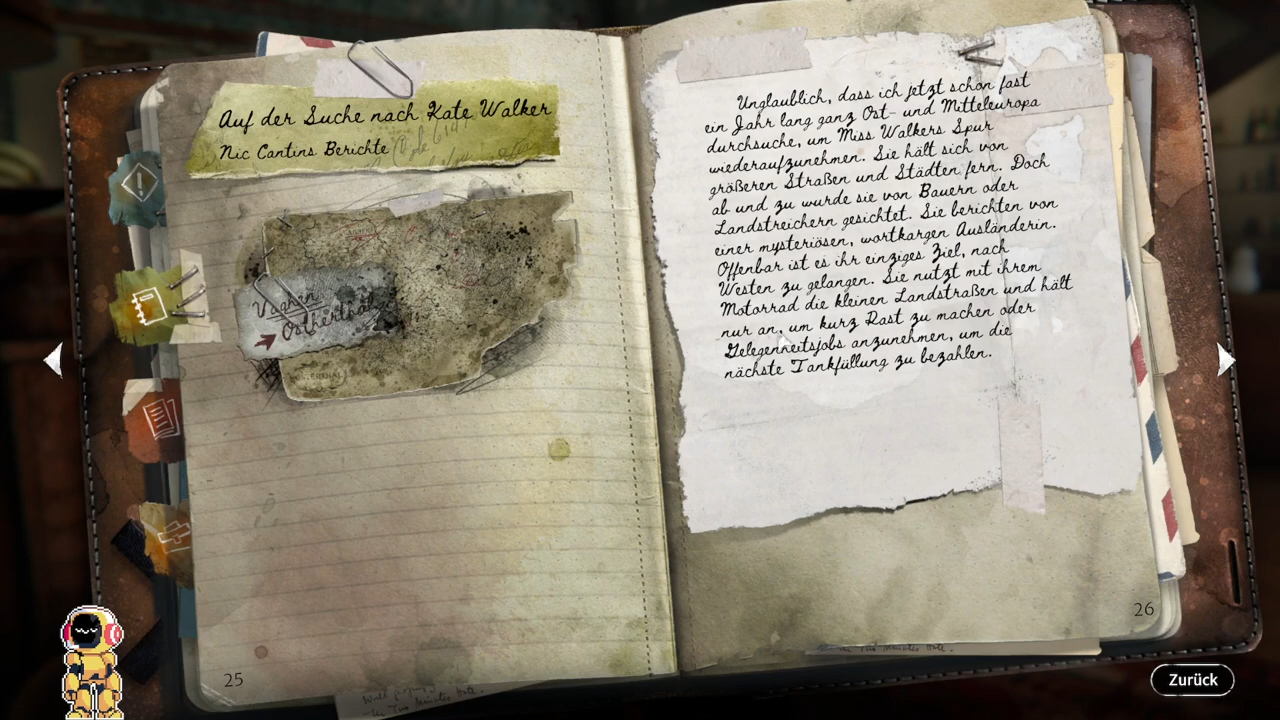 Auf der Suche nach Kate Walker
Nic Cantins Berichte
Vaghen
Osthertal
25
Unglaublich, dass ich jetzt schon fast
ein Jahr lang ganz Ost- und Mitteleuropa
durchsuche, um Miss Walkers Spur
wiederaufzunehmen. Sie hält sich von
größeren Straßen und Städten fern. Doch
ab und zu wurde sie von Bauern oder
Landstreichern gesichtet. Sie berichten von
einer mysteriösen, wortkargen Ausländerin.
Offenbar ist es ihr einziges Ziel, nach
Westen zu gelangen. Sie nutzt mit ihrem
Motorrad die kleinen Landstraßen und hält
nur an, um kurz Rast zu machen oder
Gelegenheitsjobs anzunehmen, um die
nächste Tankfüllung zu bezahlen.
26
Zurück